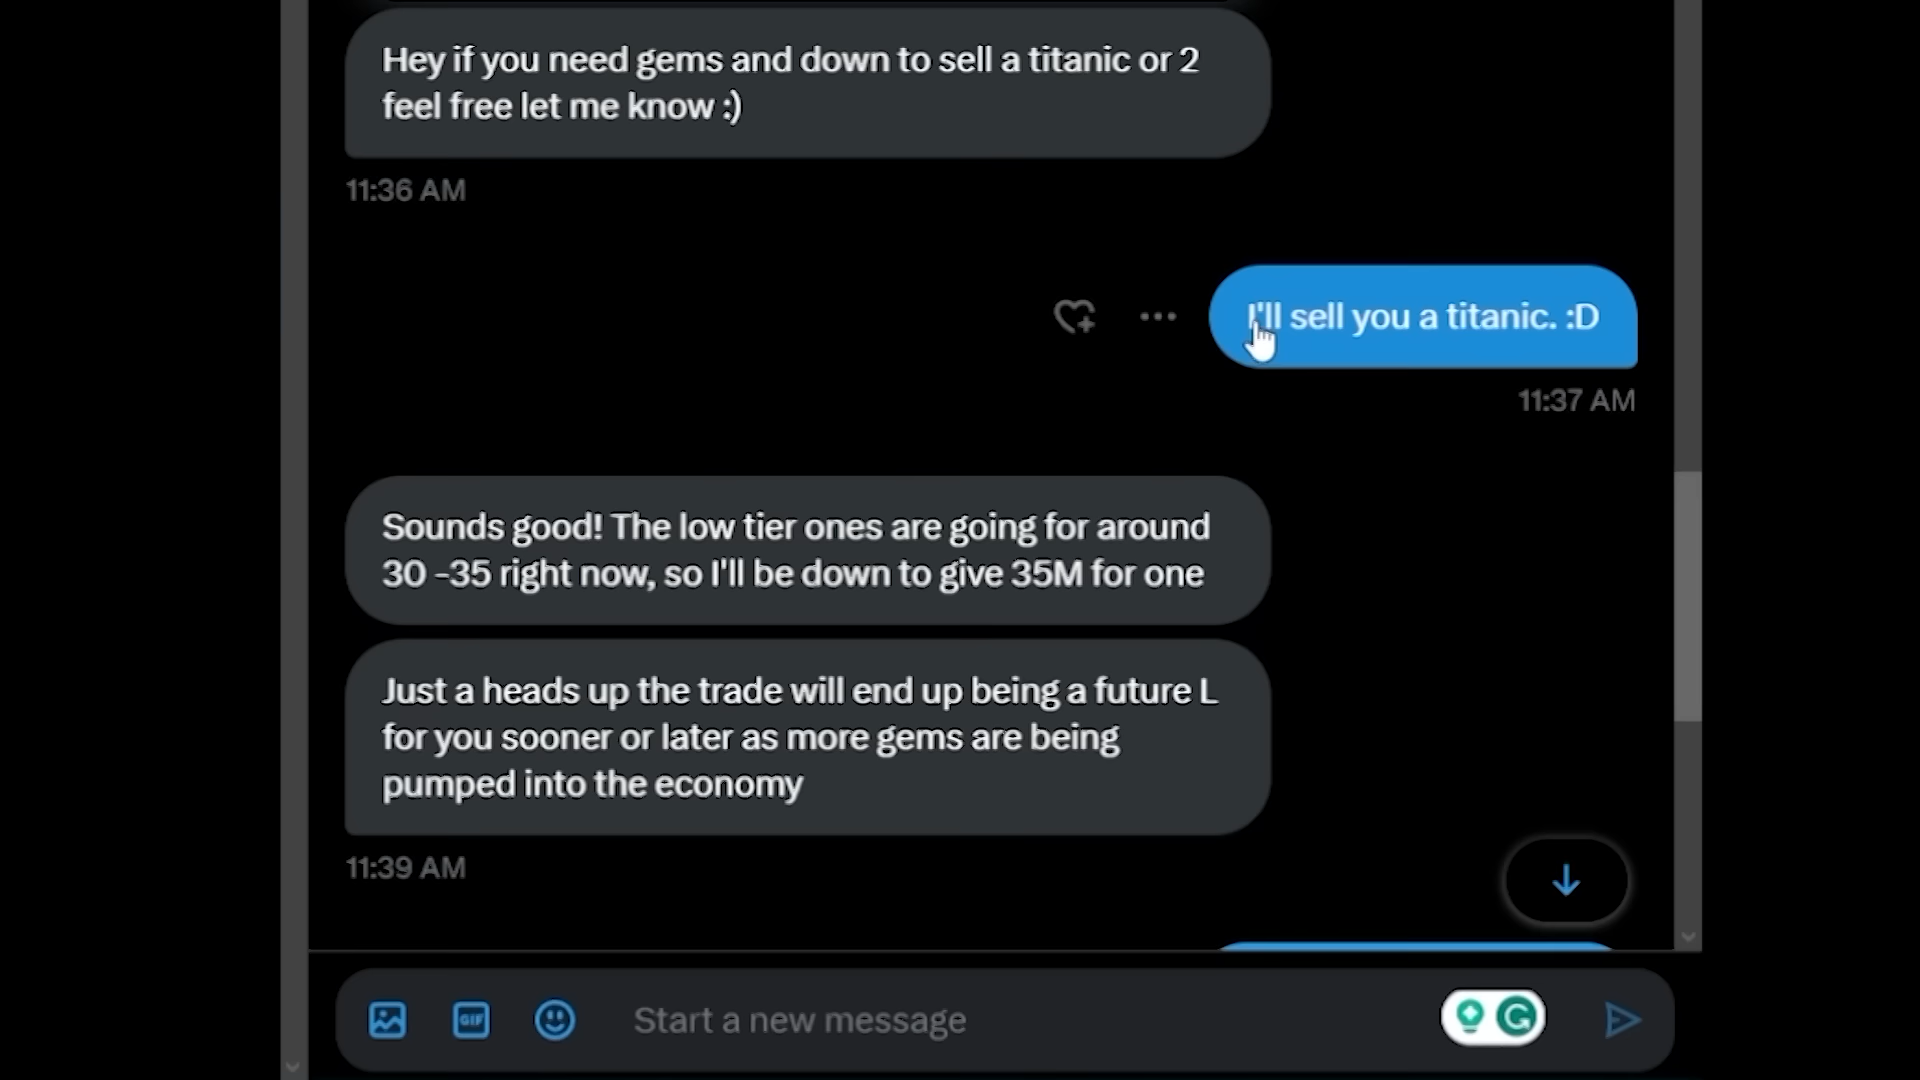 Hey if you need gems and down to sell a titanic or 2
feel free let me know :)
11:36 AM
I'll sell you a titanic. :D
11:37 AM
Sounds good! The low tier ones are going for around
30 -35 right now, so I'll be down to give 35M for one
Just a heads up the trade will end up being a future L
for you sooner or later as more gems are being
pumped into the economy
11:39 AM
GIF
Start a new message